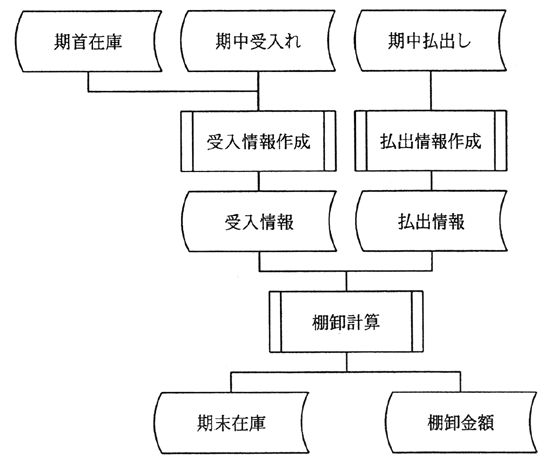 期首在庫
期中受入れ
期中払出し
受入情報作成
払出情報作成
受入情報
払出情報
棚卸計算
期末在庫
棚卸金額